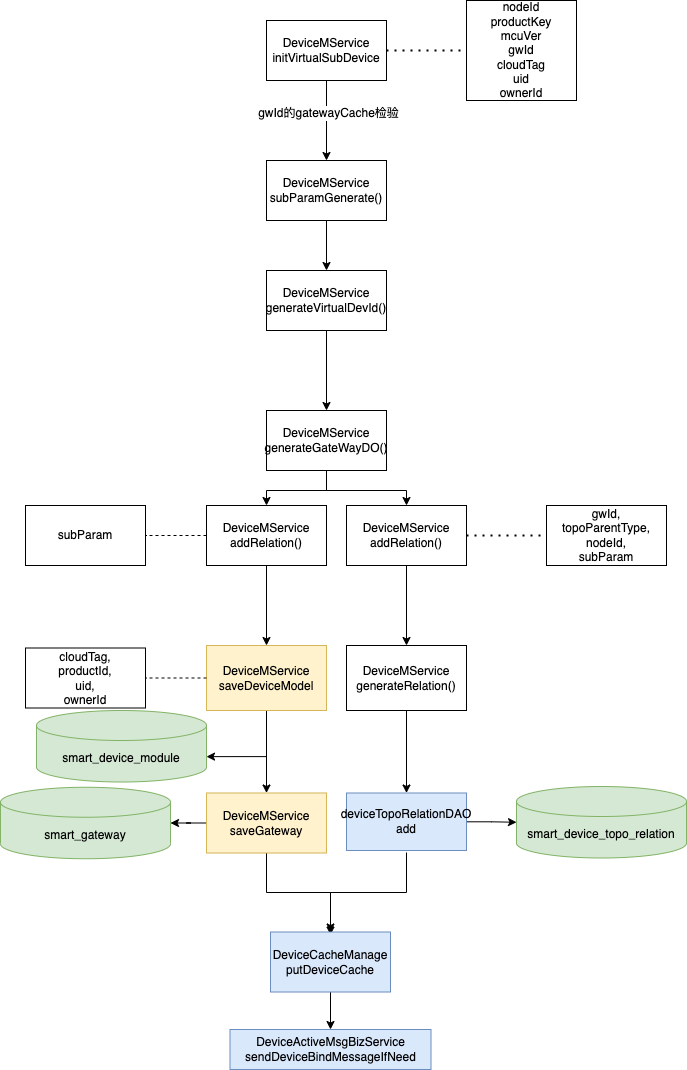 DeviceMService
initVirtualSubDevice
nodeId
productKey
mcuVer
gwId
cloudTag
uid
ownerId
gwId的gatewayCache检验
DeviceMService
subParamGenerate()
DeviceMService
generateVirtualDevId()
DeviceMService
generateGateWayDO()
subParam
DeviceMService
addRelation()
DeviceMService
addRelation()
gwId,
topoParentType,
nodeId,
subParam
cloudTag,
productId,
uid,
ownerId
DeviceMService
saveDeviceModel
DeviceMService
generateRelation()
smart_device_module
smart_gateway
DeviceMService
saveGateway
deviceTopoRelationDAO
add
smart_device_topo_relation
DeviceCacheManage
putDeviceCache
DeviceActiveMsgBizService
sendDeviceBindMessageIfNeed